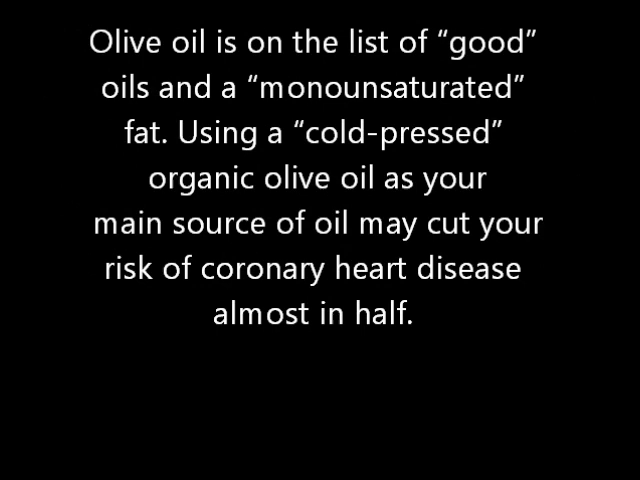 Olive oil is on the list of “good”
oils and a “monounsaturated”
fat. Using a “cold-pressed”
organic olive oil as your
main source of oil may cut your
risk of coronary heart disease
almost in half.